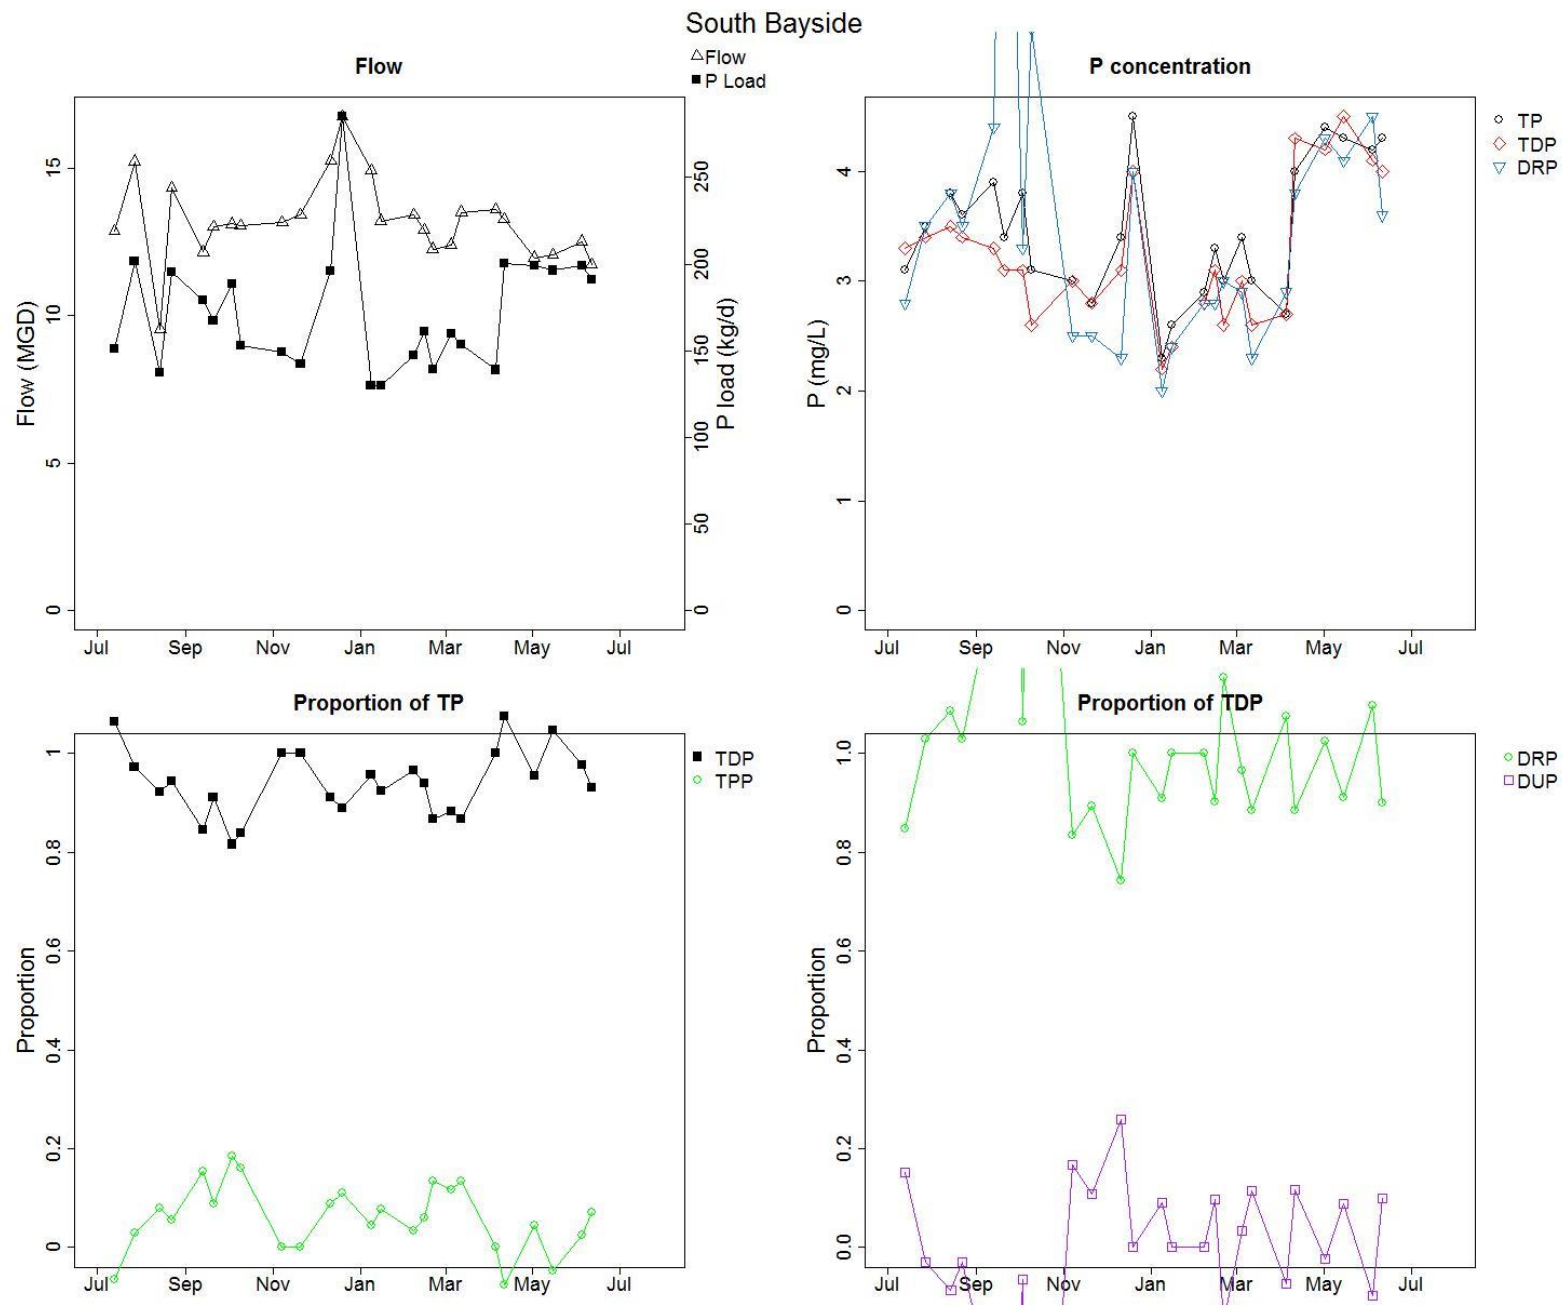 South Bayside
Flow
Flow
P Load
Flow (MGD)
0
5
10
15
P load (kg/d)
0
50
100
150
200
250
Jul
Sep
Nov
Jan
Mar
May
Jul
P concentration
TP
TDP
DRP
P (mg/L)
0
1
2
3
4
Jul
Sep
Nov
Jan
Mar
May
Jul
Proportion of TP
TDP
TPP
Proportion
0
0.2
0.4
0.6
0.8
1
Jul
Sep
Nov
Jan
Mar
May
Jul
Proportion of TDP
DRP
DUP
Proportion
0.0
0.2
0.4
0.6
0.8
1.0
Jul
Sep
Nov
Jan
Mar
May
Jul